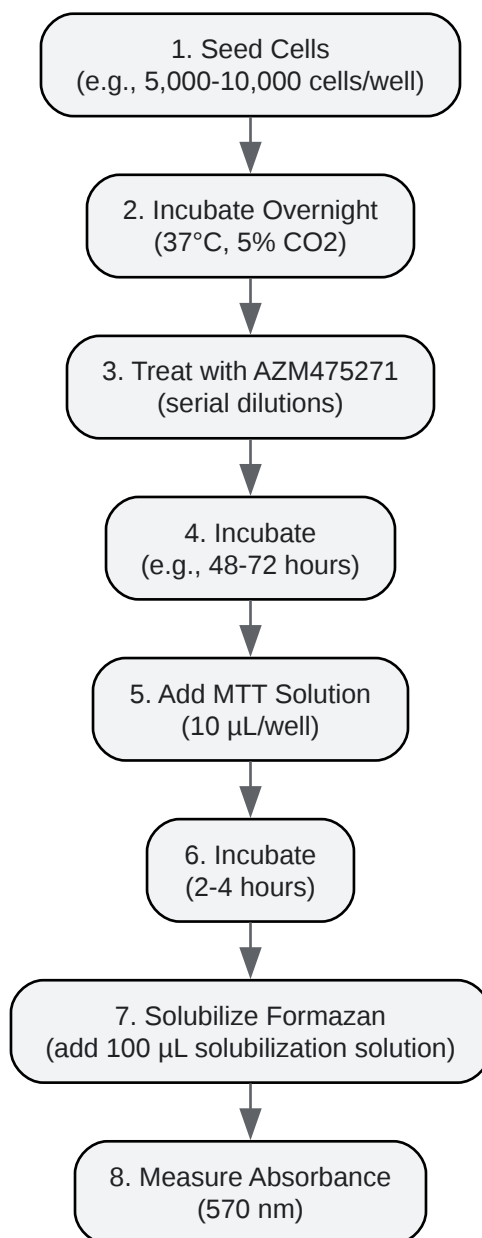 1. Seed Cells
(e.g., 5,000-10,000 cells/well)
2. Incubate Overnight
(37°C, 5% CO2)
3. Treat with AZM475271
(serial dilutions)
4. Incubate
(e.g., 48-72 hours)
5. Add MTT Solution
(10 µL/well)
6. Incubate
(2-4 hours)
7. Solubilize Formazan
(add 100 µL solubilization solution)
8. Measure Absorbance
(570 nm)